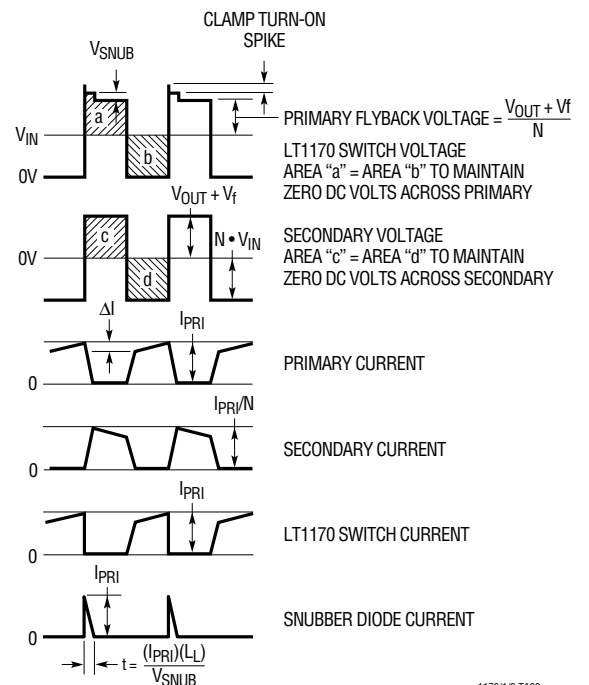 CLAMP TURN-ON
SPIKE
VSNUB
a
b
VIN
0V
PRIMARY FLYBACK VOLTAGE = VOUT + Vf
N
LT1170 SWITCH VOLTAGE
AREA “a” = AREA “b” TO MAINTAIN
ZERO DC VOLTS ACROSS PRIMARY
VOUT + Vf
c
d
N • VIN
0V
SECONDARY VOLTAGE
AREA “c” = AREA “d” TO MAINTAIN
ZERO DC VOLTS ACROSS SECONDARY
∆I
IPRI
0
PRIMARY CURRENT
IPRI/N
0
SECONDARY CURRENT
IPRI
0
LT1170 SWITCH CURRENT
IPRI
0
SNUBBER DIODE CURRENT
t = (IPRI)(LL)
VSNUB